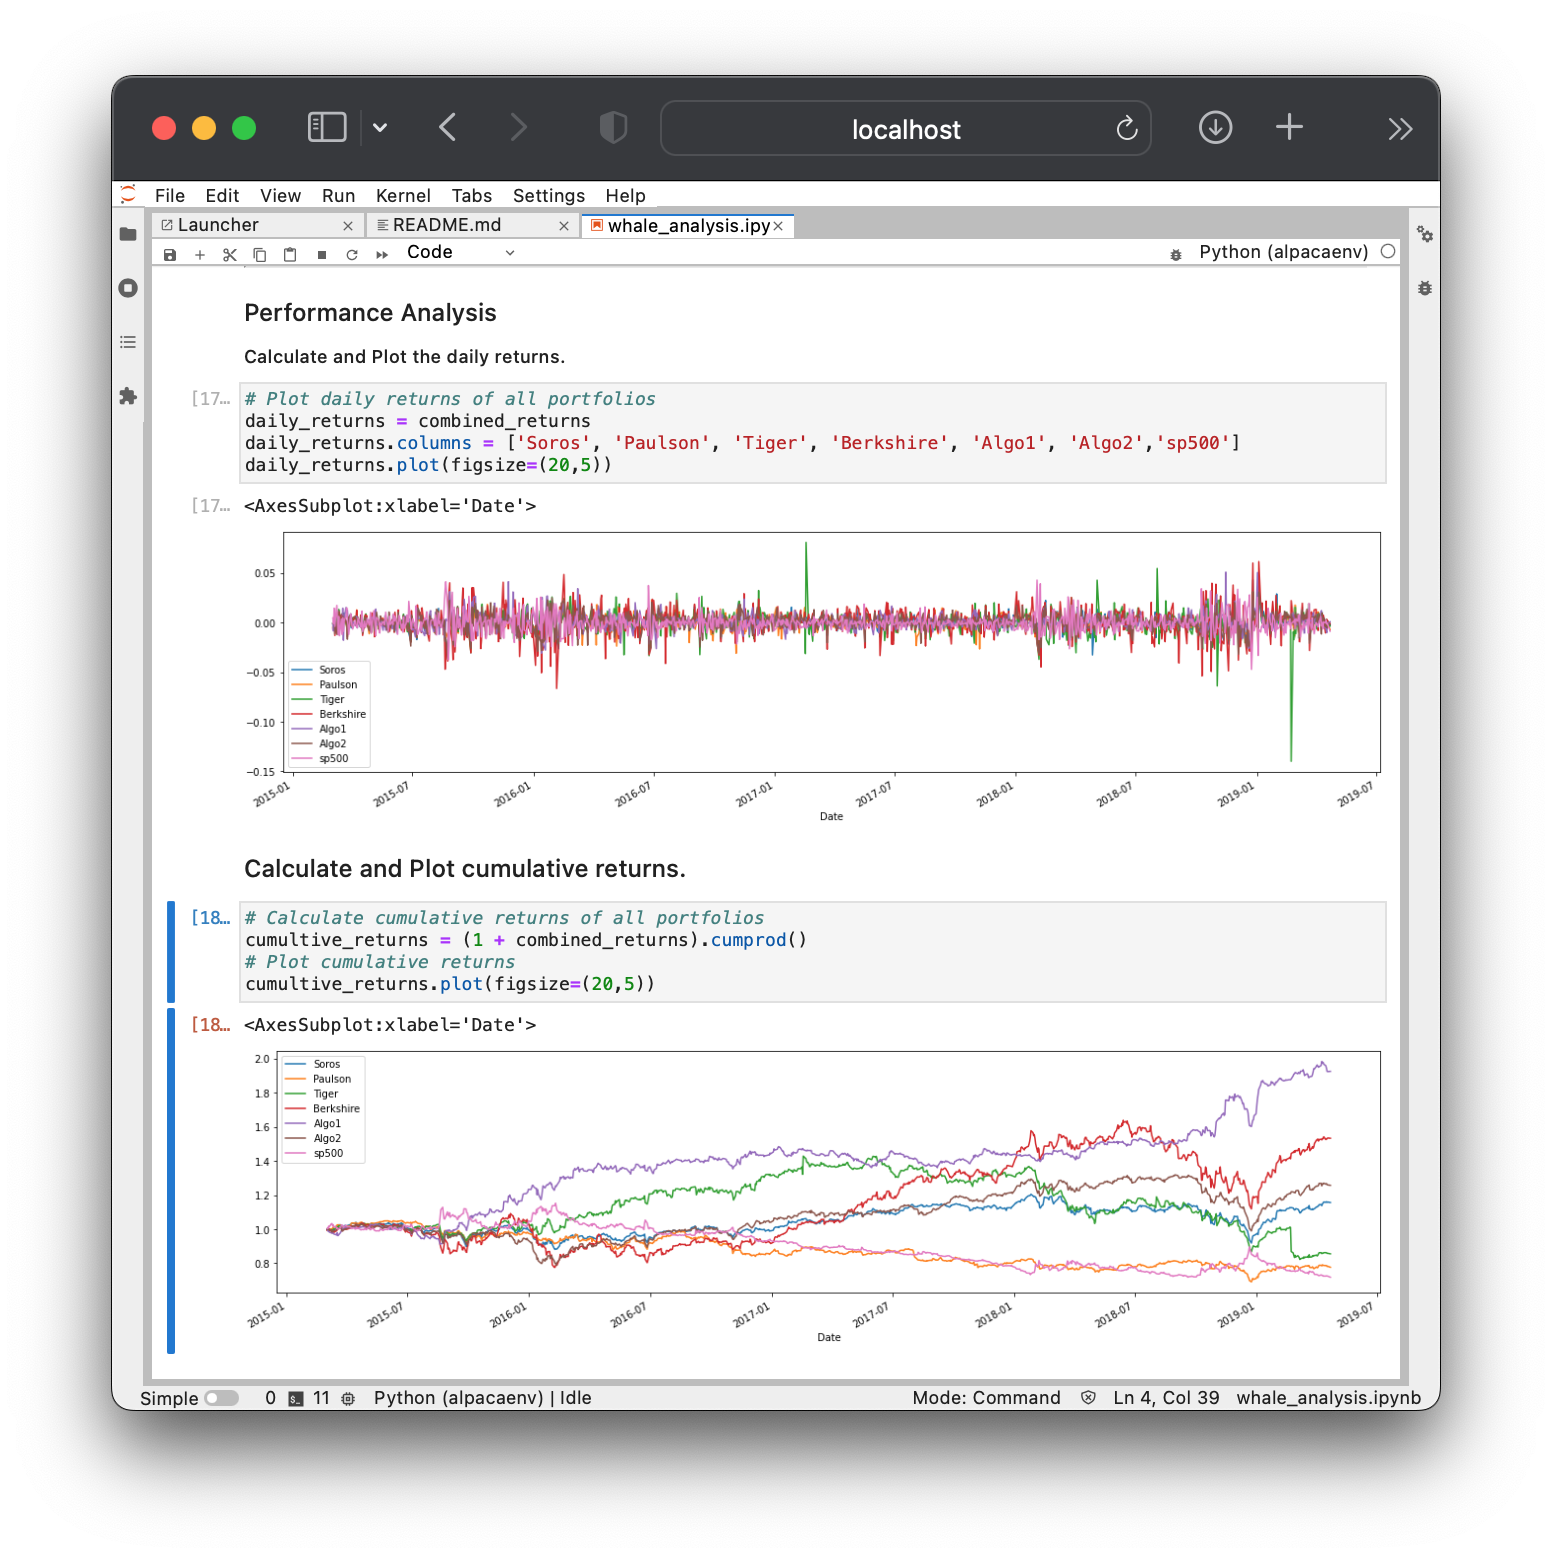 localhost
File Edit View Run Kernel Tabs Settings Help
Launcher README.md whale_analysis.ipy
Code Python (alpacaenv)
Performance Analysis
Calculate and Plot the daily returns.
[17… # Plot daily returns of all portfolios
daily_returns = combined_returns
daily_returns.columns = ['Soros', 'Paulson', 'Tiger', 'Berkshire', 'Algo1', 'Algo2','sp500']
daily_returns.plot(figsize=(20,5))
[17… <AxesSubplot:xlabel='Date'>
0.05
0.00
−0.05
−0.10
−0.15
Soros
Paulson
Tiger
Berkshire
Algo1
Algo2
sp500
2015-01 2015-07 2016-01 2016-07 2017-01 2017-07 2018-01 2018-07 2019-01 2019-07
Date
Calculate and Plot cumulative returns.
[18… # Calculate cumulative returns of all portfolios
cumultive_returns = (1 + combined_returns).cumprod()
# Plot cumulative returns
cumultive_returns.plot(figsize=(20,5))
[18… <AxesSubplot:xlabel='Date'>
2.0
1.8
1.6
1.4
1.2
1.0
0.8
Soros
Paulson
Tiger
Berkshire
Algo1
Algo2
sp500
2015-01 2015-07 2016-01 2016-07 2017-01 2017-07 2018-01 2018-07 2019-01 2019-07
Date
Simple 0 11 Python (alpacaenv) | Idle Mode: Command Ln 4, Col 39 whale_analysis.ipynb